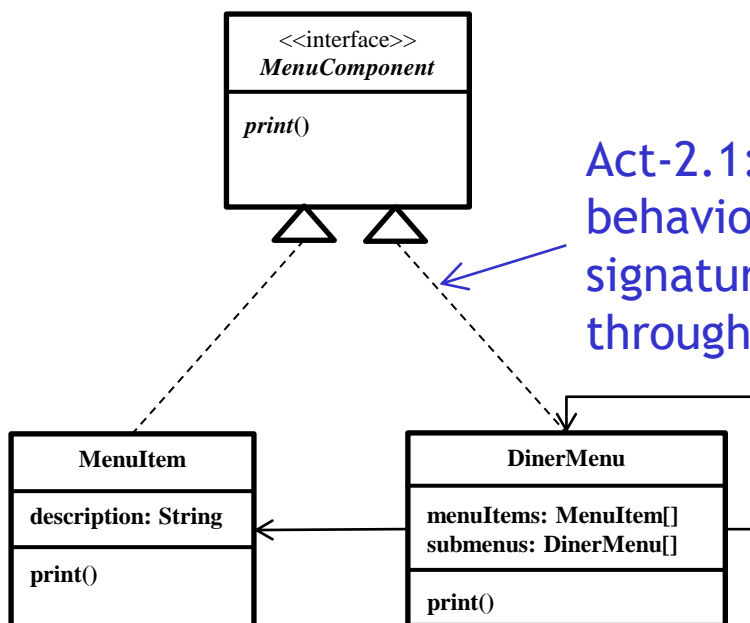 <<interface>>
MenuComponent
print()
Act-2.1:
behavio
signatur
through
MenuItem
description: String
print()
DinerMenu
menuItems: MenuItem[]
submenus: DinerMenu[]
print()